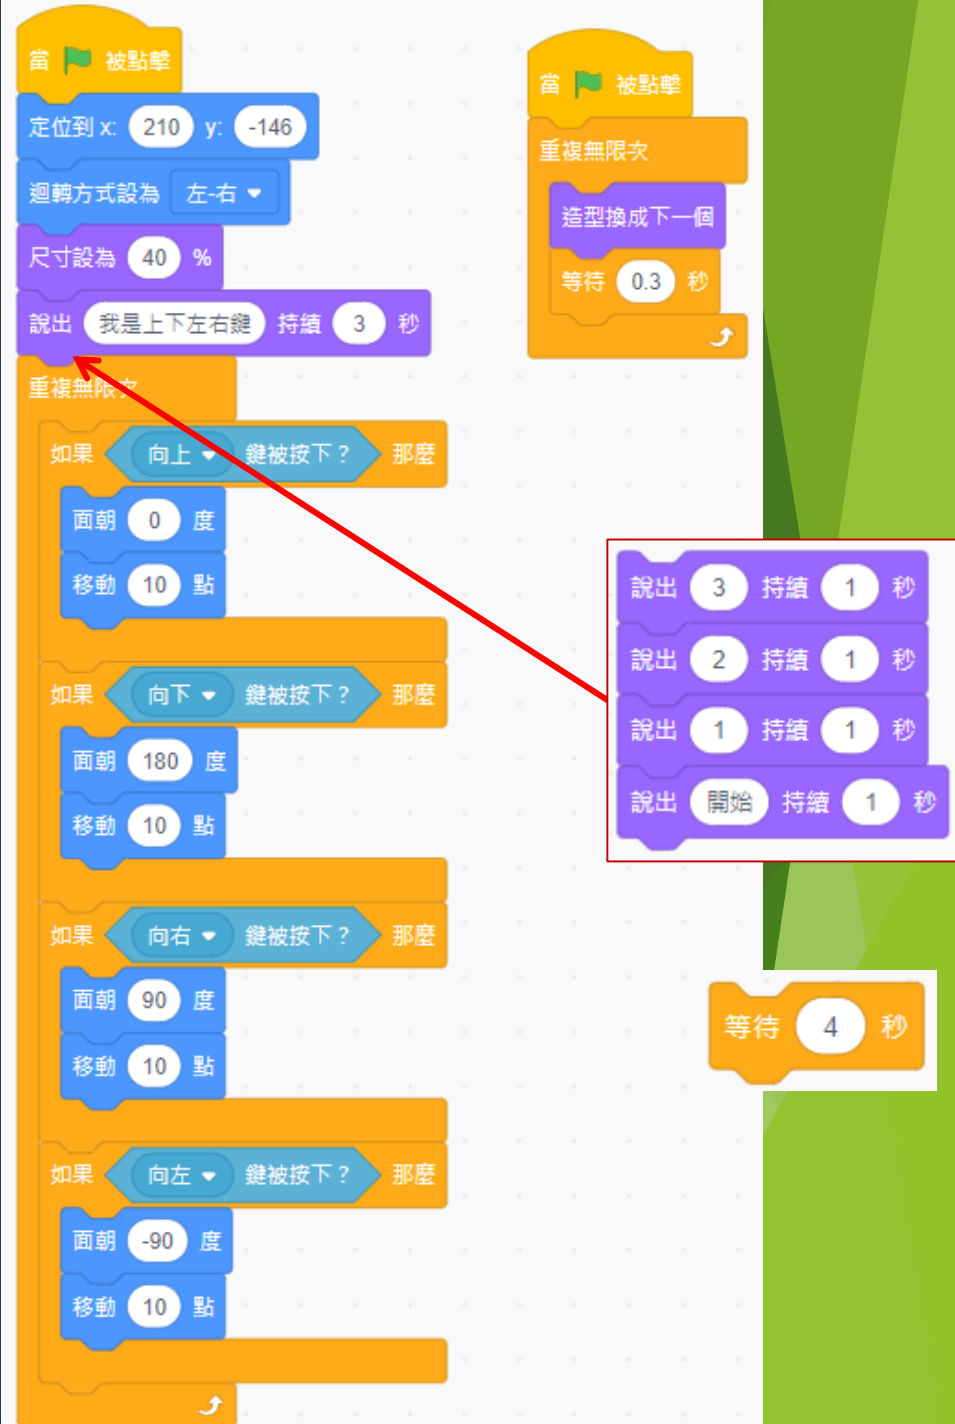 當 被點擊
定位到 x: 210 y: -146
迴轉方式設為 左-右
尺寸設為 40 %
說出 我是上下左右鍵 持續 3 秒
重複無限次
如果 向上 鍵被按下？ 那麼
面朝 0 度
移動 10 點
如果 向下 鍵被按下？ 那麼
面朝 180 度
移動 10 點
如果 向右 鍵被按下？ 那麼
面朝 90 度
移動 10 點
如果 向左 鍵被按下？ 那麼
面朝 -90 度
移動 10 點
當 被點擊
重複無限次
造型換成下一個
等待 0.3 秒
說出 3 持續 1 秒
說出 2 持續 1 秒
說出 1 持續 1 秒
說出 開始 持續 1 秒
等待 4 秒